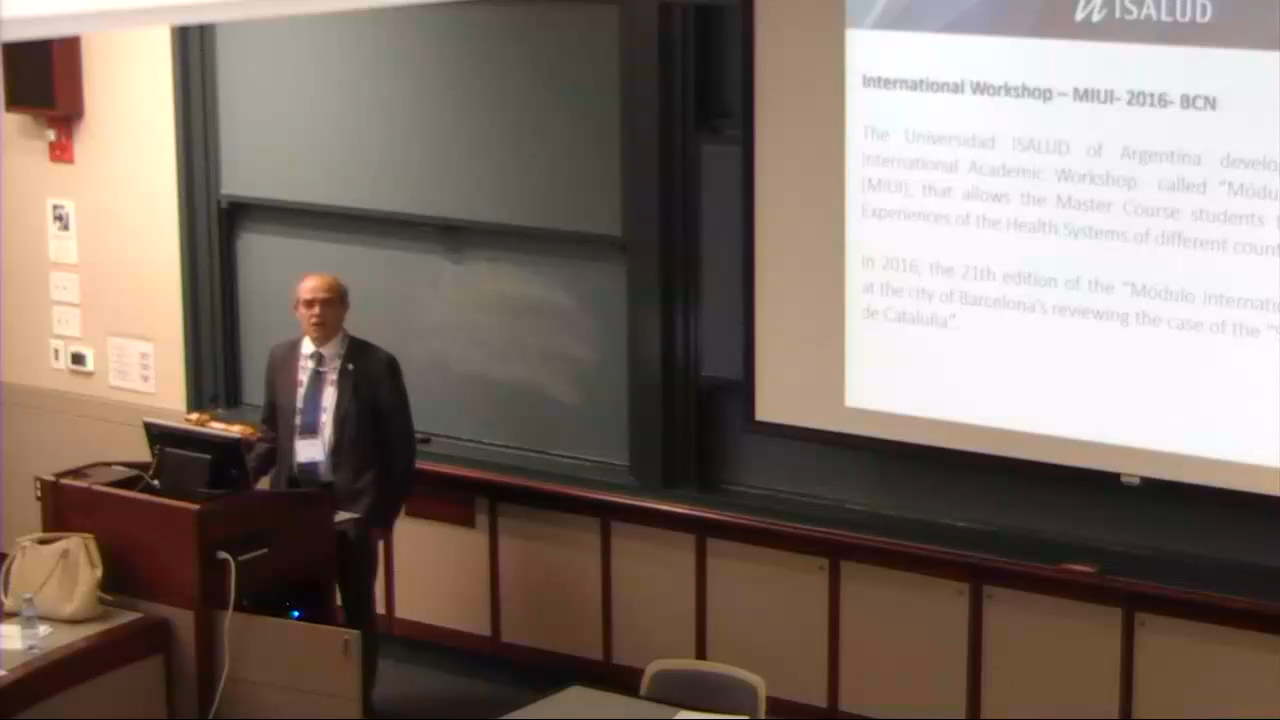 ISALUD
International Workshop – MIUI- 2016- BCN
The Universidad ISALUD of Argentina develo
International Academic Workshop called "Modu
(MIUI), that allows the Master Course students
Experiences of the Health Systems of different coun
In 2016, the 21th edition of the "Modulo Internati
at the city of Barcelona's reviewing the case of the "
de Cataluña".